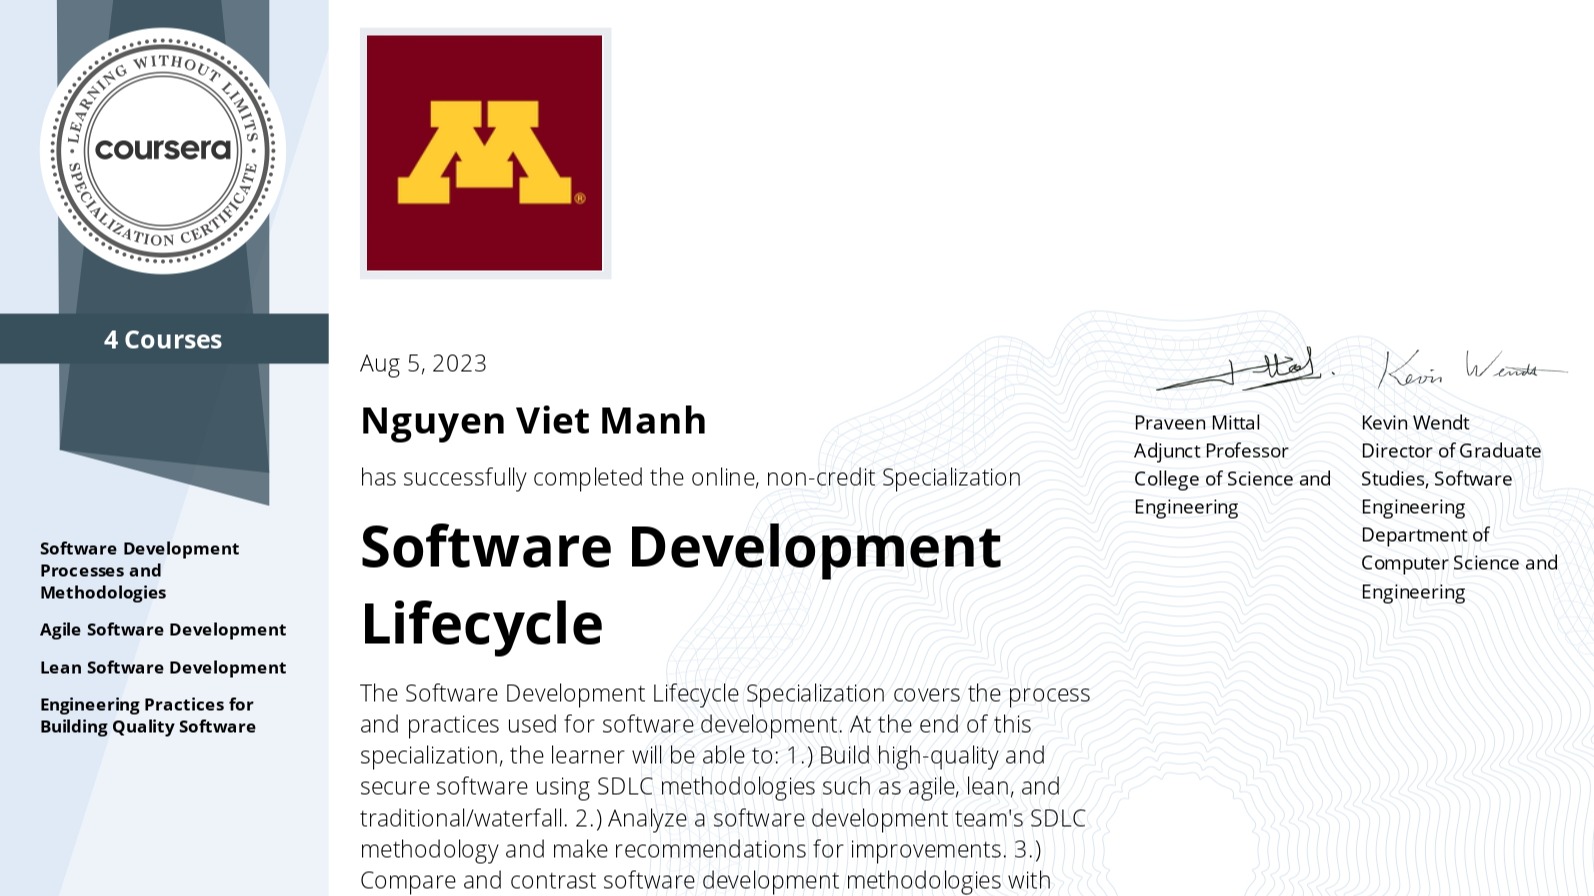 LEARNING WITHOUT LIMITS
coursera
SPECIALIZATION CERTIFICATE
4 Courses
Software Development
Processes and
Methodologies
Agile Software Development
Lean Software Development
Engineering Practices for
Building Quality Software
M
®
Aug 5, 2023
Nguyen Viet Manh
has successfully completed the online, non-credit Specialization
Software Development
Lifecycle
The Software Development Lifecycle Specialization covers the process
and practices used for software development. At the end of this
specialization, the learner will be able to: 1.) Build high-quality and
secure software using SDLC methodologies such as agile, lean, and
traditional/waterfall. 2.) Analyze a software development team's SDLC
methodology and make recommendations for improvements. 3.)
Compare and contrast software development methodologies with
Mittal.
Praveen Mittal
Adjunct Professor
College of Science and
Engineering
Kevin Wendt
Kevin Wendt
Director of Graduate
Studies, Software
Engineering
Department of
Computer Science and
Engineering